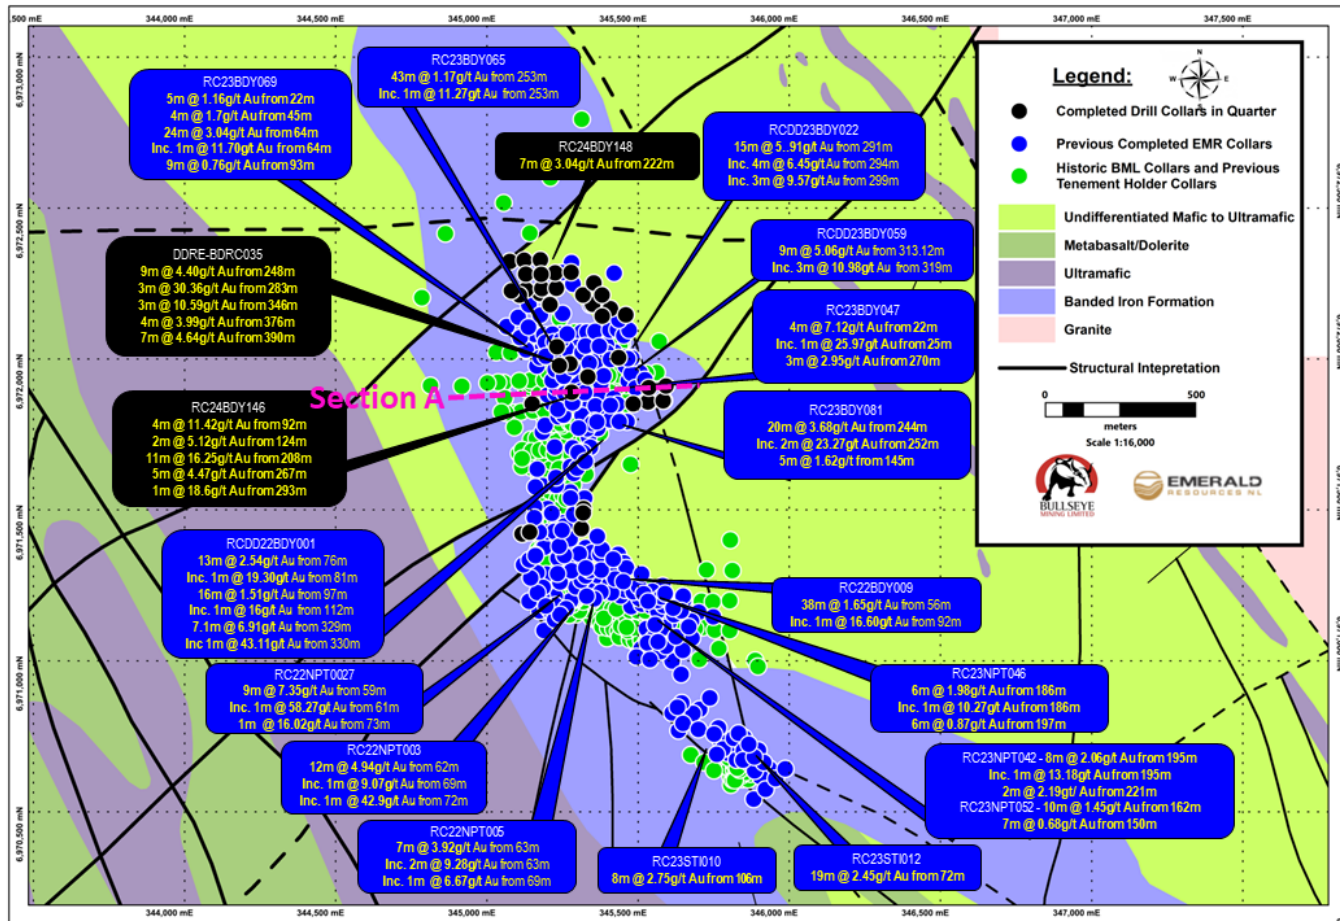 ,500 mE
344,000 mE
344,500 mE
345,000 mE
345,500 mE
346,000 mE
346,500 mE
347,000 mE
347,500 mE
6,973,000 mN
6,972,500 mN
6,972,000 mN
6,971,500 mN
6,971,000 mN
6,970,500 mN
RC23BDY069
5m @ 1.16g/t Au from 22m
4m @ 1.7g/t Au from 45m
24m @ 3.04g/t Au from 64m
Inc. 1m @ 11.70g/t Au from 64m
9m @ 0.76g/t Au from 93m
RC23BDY065
43m @ 1.17g/t Au from 253m
Inc. 1m @ 11.27g/t Au from 253m
RC24BDY148
7m @ 3.04g/t Au from 222m
RCDD23BDY022
15m @ 5..91g/t Au from 291m
Inc. 4m @ 6.45g/t Au from 294m
Inc. 3m @ 9.57g/t Au from 299m
DDRE-BDRC035
9m @ 4.40g/t Au from 248m
3m @ 30.36g/t Au from 283m
3m @ 10.59g/t Au from 346m
4m @ 3.99g/t Au from 376m
7m @ 4.64g/t Au from 390m
RCDD23BDY059
9m @ 5.06g/t Au from 313.12m
Inc. 3m @ 10.98g/t Au from 319m
RC23BDY047
4m @ 7.12g/t Au from 22m
Inc. 1m @ 25.97g/t Au from 25m
3m @ 2.95g/t Au from 270m
Section A
RC24BDY146
4m @ 11.42g/t Au from 92m
2m @ 5.12g/t Au from 124m
11m @ 16.25g/t Au from 208m
5m @ 4.47g/t Au from 267m
1m @ 18.6g/t Au from 293m
RC23BDY081
20m @ 3.68g/t Au from 244m
Inc. 2m @ 23.27g/t Au from 252m
5m @ 1.62g/t from 145m
RCDD22BDY001
13m @ 2.54g/t Au from 76m
Inc. 1m @ 19.30g/t Au from 81m
16m @ 1.51g/t Au from 97m
Inc. 1m @ 16g/t Au from 112m
7.1m @ 6.91g/t Au from 329m
Inc 1m @ 43.11g/t Au from 330m
RC22BDY009
38m @ 1.65g/t Au from 56m
Inc. 1m @ 16.60g/t Au from 92m
RC22NPT0027
9m @ 7.35g/t Au from 59m
Inc. 1m @ 58.27g/t Au from 61m
1m @ 16.02g/t Au from 73m
RC23NPT046
6m @ 1.98g/t Au from 186m
Inc. 1m @ 10.27g/t Au from 186m
6m @ 0.87g/t Au from 197m
RC22NPT003
12m @ 4.94g/t Au from 62m
Inc. 1m @ 9.07g/t Au from 69m
Inc. 1m @ 42.9g/t Au from 72m
RC23NPT042 - 8m @ 2.06g/t Au from 195m
Inc. 1m @ 13.18g/t Au from 195m
2m @ 2.19gt/ Au from 221m
RC23NPT052 - 10m @ 1.45g/t Au from 162m
7m @ 0.68g/t Au from 150m
RC22NPT005
7m @ 3.92g/t Au from 63m
Inc. 2m @ 9.28g/t Au from 63m
Inc. 1m @ 6.67g/t Au from 69m
RC23STI010
8m @ 2.75g/t Au from 106m
RC23STI012
19m @ 2.45g/t Au from 72m
Legend:
N
W
E
S
Completed Drill Collars in Quarter
Previous Completed EMR Collars
Historic BML Collars and Previous
Tenement Holder Collars
Undifferentiated Mafic to Ultramafic
Metabasalt/Dolerite
Ultramafic
Banded Iron Formation
Granite
Structural Intepretation
0
500
meters
Scale 1:16,000
BULLSEYE
MINING LIMITED
EMERALD
RESOURCES NL